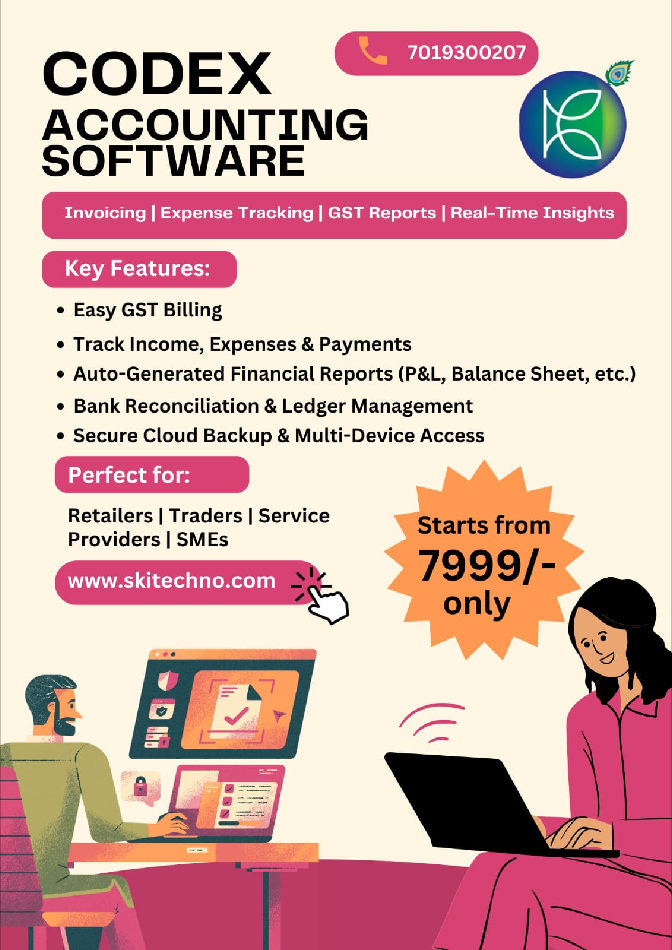 7019300207
CODEX
ACCOUNTING
SOFTWARE
Invoicing | Expense Tracking | GST Reports | Real-Time Insights
Key Features:
• Easy GST Billing
• Track Income, Expenses & Payments
• Auto-Generated Financial Reports (P&L, Balance Sheet, etc.)
• Bank Reconciliation & Ledger Management
• Secure Cloud Backup & Multi-Device Access
Perfect for:
Retailers | Traders | Service
Providers | SMEs
www.skitechno.com
Starts from
7999/-
only